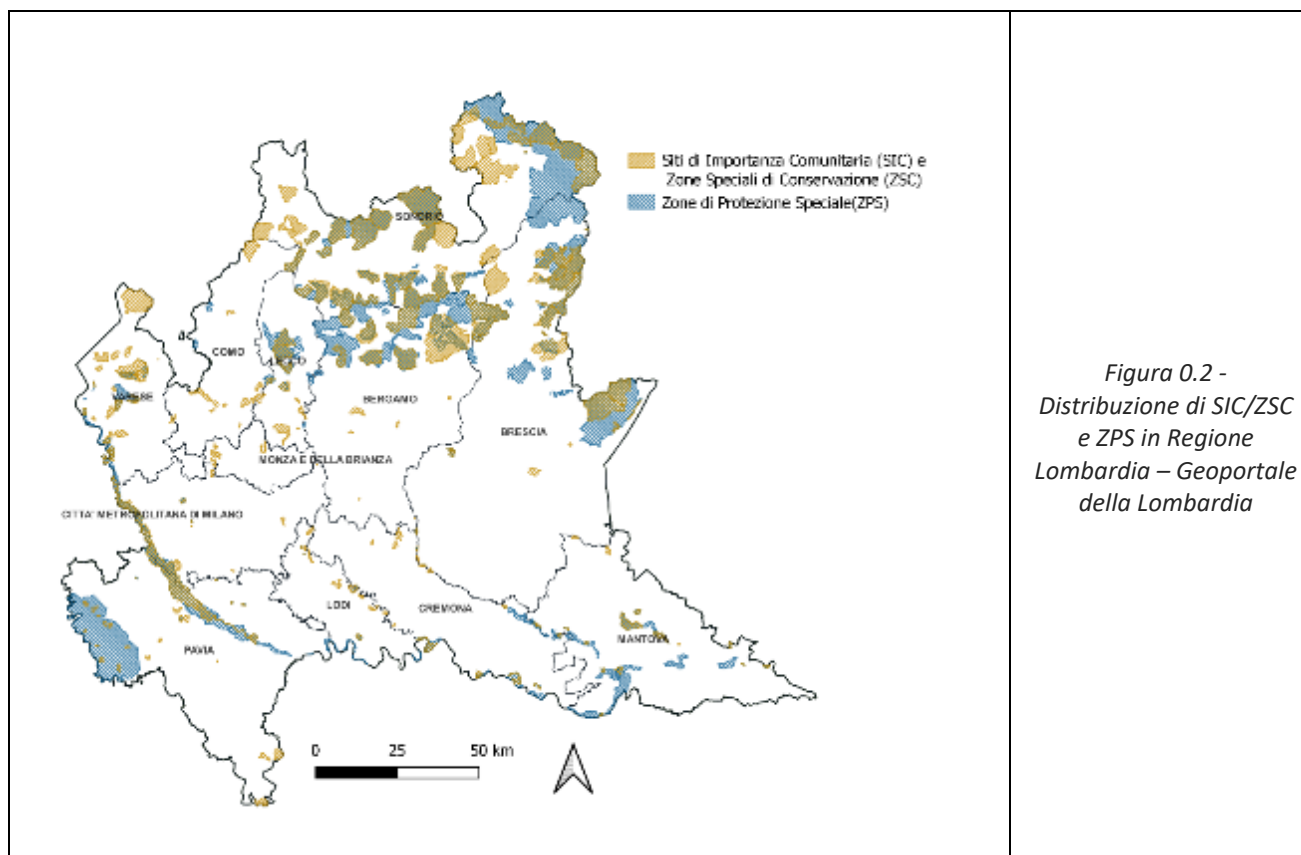 Siti di Importanza Comunitaria (SIC) e
Zone Speciali di Conservazione (ZSC)
Zone di Protezione Speciale(ZPS)
SONDRIO
COMO
LECCO
VARESE
BERGAMO
BRESCIA
MONZA E DELLA BRIANZA
CITTA' METROPOLITANA DI MILANO
LODI
CREMONA
MANTOVA
PAVIA
0 25 50 km
Figura 0.2 -
Distribuzione di SIC/ZSC
e ZPS in Regione
Lombardia – Geoportale
della Lombardia